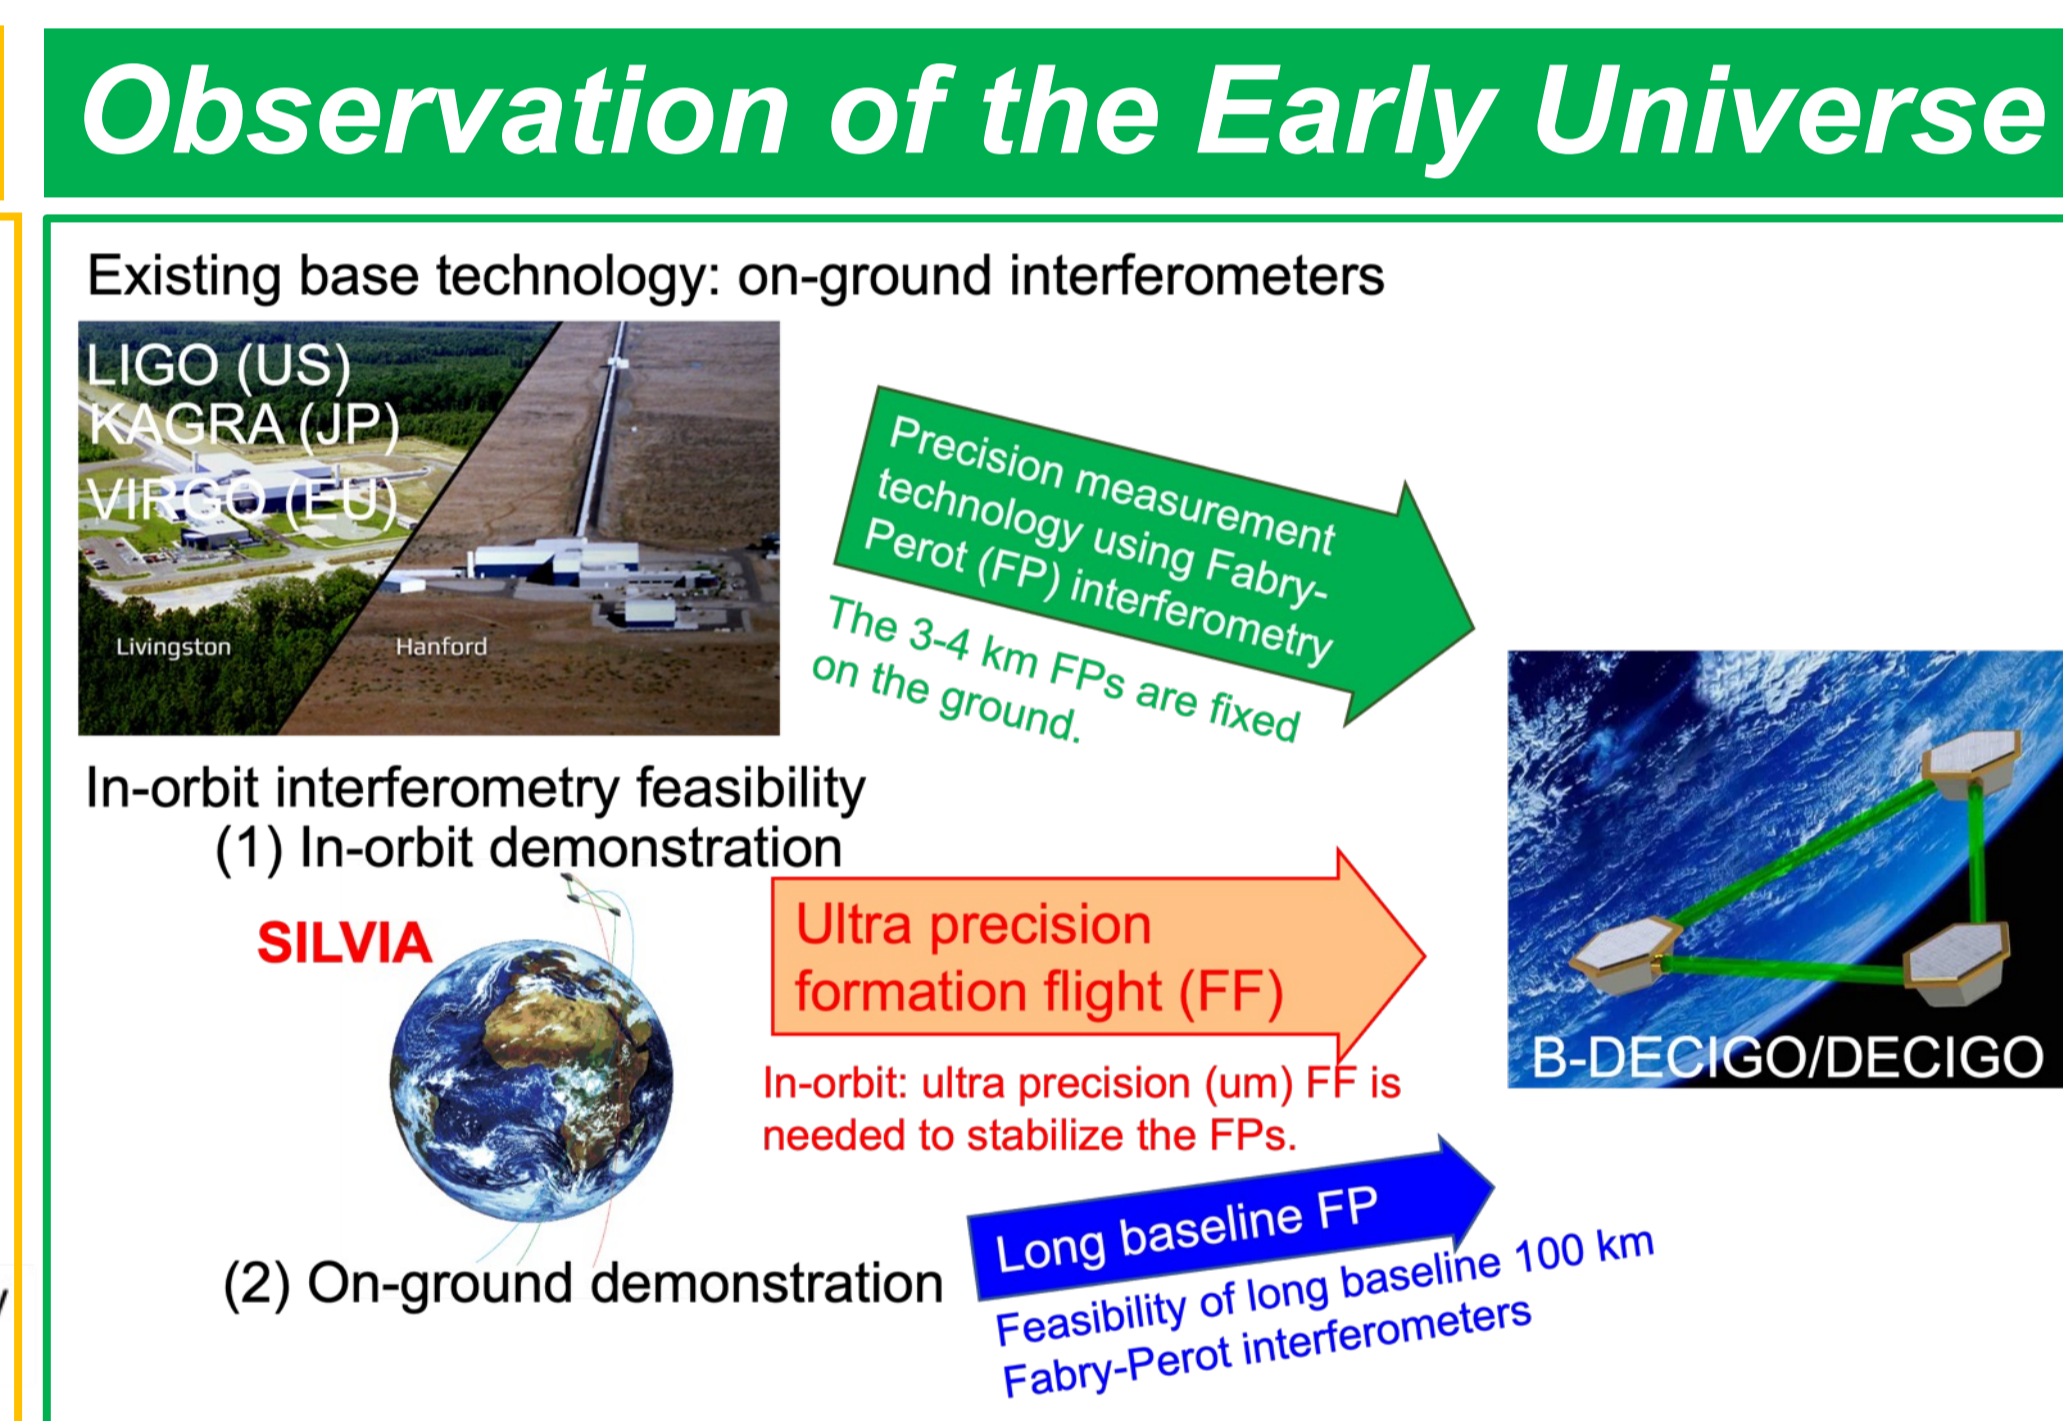 Observation of the Early Universe
Existing base technology: on-ground interferometers
LIGO (US)
KAGRA (JP)
VIRGO (EU)
Livingston
Hanford
Precision measurement
technology using Fabry-
Perot (FP) interferometry
The 3-4 km FPs are fixed
on the ground.
In-orbit interferometry feasibility
(1) In-orbit demonstration
SILVIA
Ultra precision
formation flight (FF)
In-orbit: ultra precision (um) FF is
needed to stabilize the FPs.
B-DECIGO/DECIGO
(2) On-ground demonstration
Long baseline FP
Feasibility of long baseline 100 km
Fabry-Perot interferometers